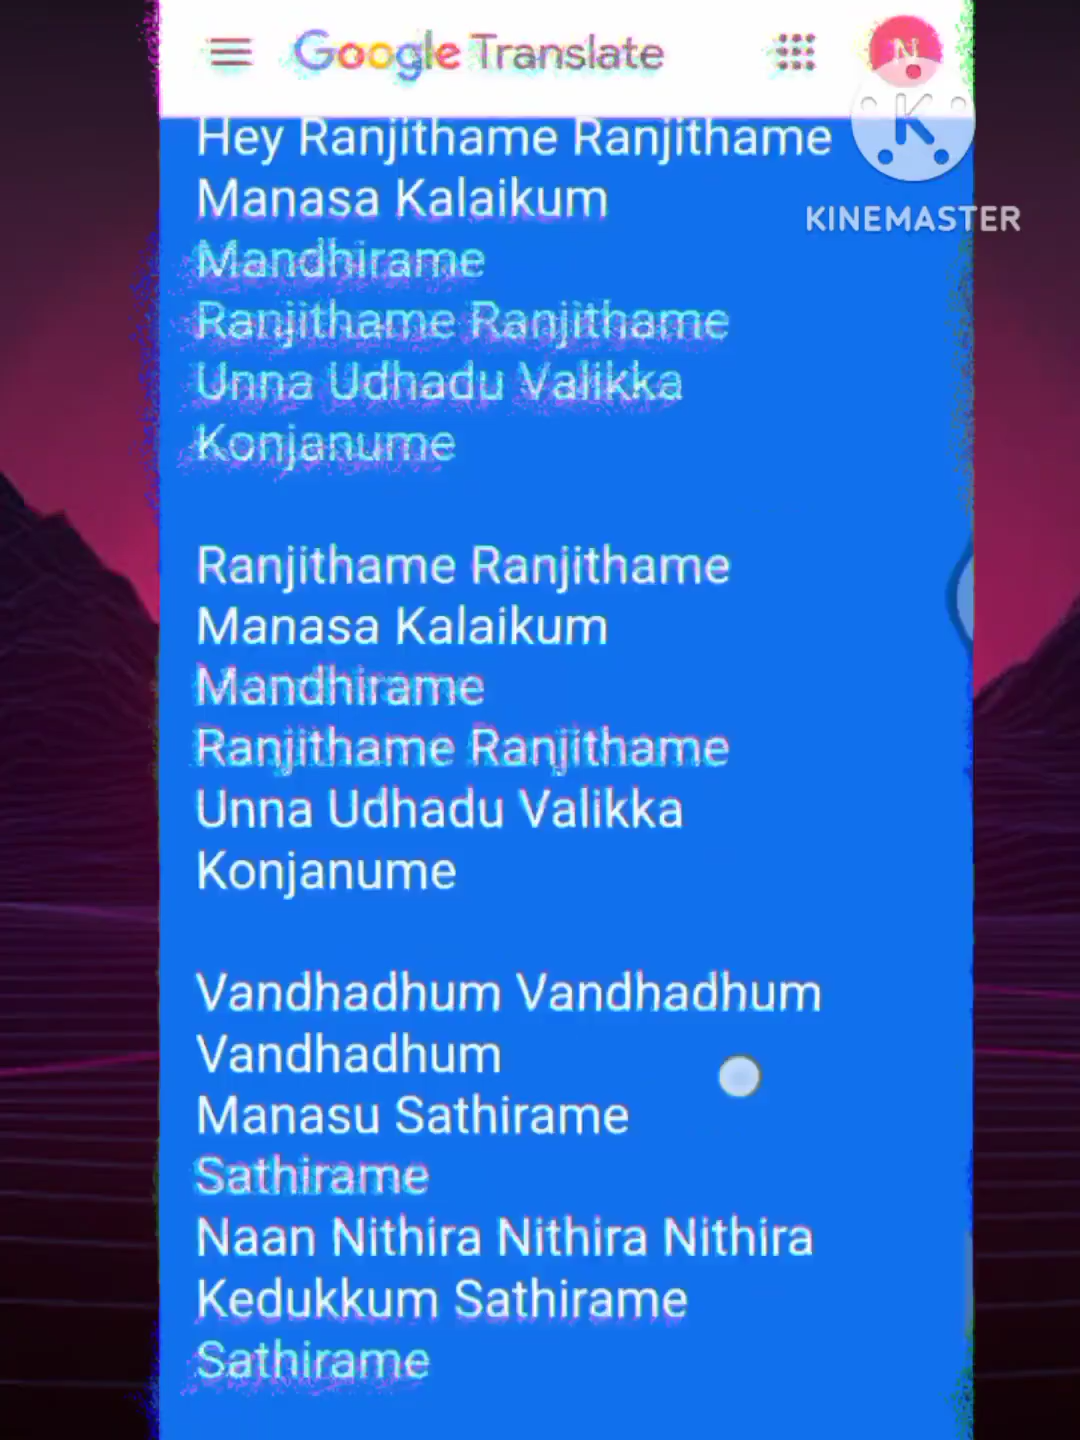 Google Translate
N
K
KINEMASTER
Hey Ranjithame Ranjithame
Manasa Kalaikum
Mandhirame
Ranjithame Ranjithame
Unna Udhadu Valikka
Konjanume
Ranjithame Ranjithame
Manasa Kalaikum
Mandhirame
Ranjithame Ranjithame
Unna Udhadu Valikka
Konjanume
Vandhadhum Vandhadhum
Vandhadhum
Manasu Sathirame
Sathirame
Naan Nithira Nithira Nithira
Kedukkum Sathirame
Sathirame